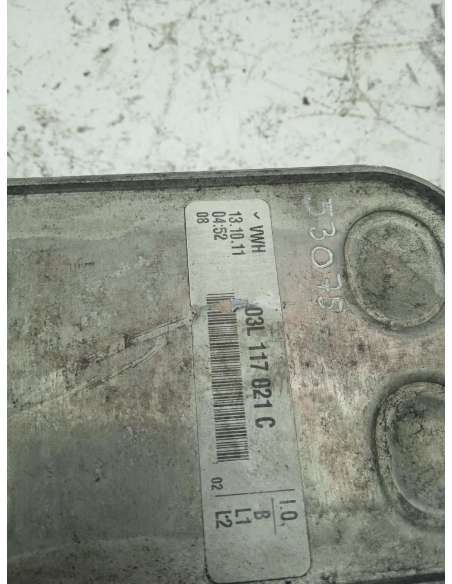 ✓ VWH
13.10.11
04:52
08
03L 117 021 C
02
I.O.
B
L1
L2
53075